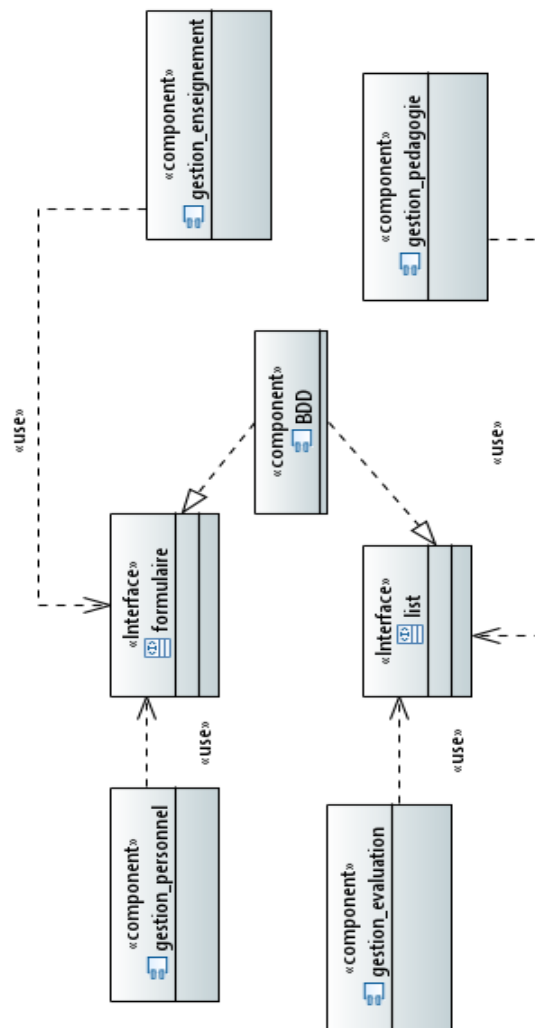 «component»
gestion_enseignement
«component»
gestion_pedagogie
«use»
«component»
BDD
«use»
«Interface»
formulaire
«Interface»
list
«use»
«use»
«component»
gestion_personnel
«component»
gestion_evaluation